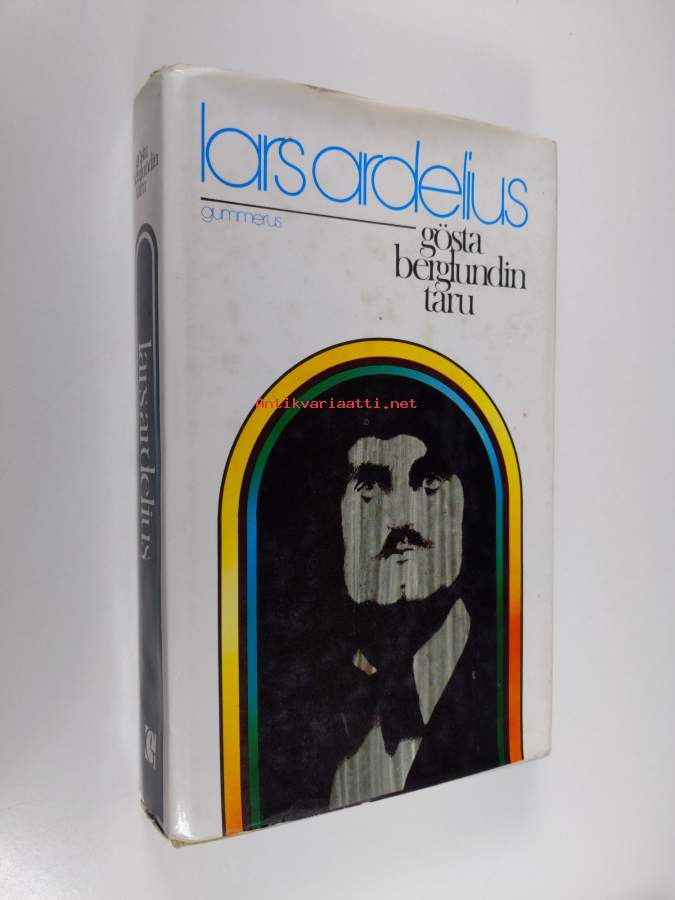 lars ardelius
gummerus
gösta
berglundin
taru
Antikvariaatti.net
gösta
berglundin
taru
lars ardelius